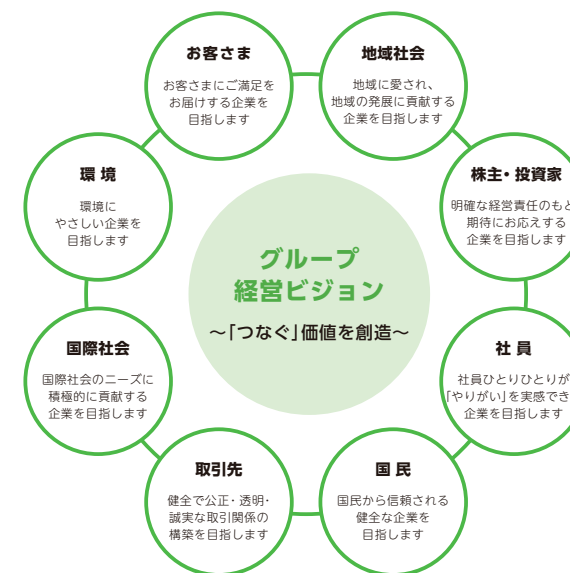 グループ
経営ビジョン
～「つなぐ」価値を創造～
お客さま
お客さまにご満足を
お届けする企業を
目指します
地域社会
地域に愛され、
地域の発展に貢献する
企業を目指します
株主・投資家
明確な経営責任のもと
期待にお応えする
企業を目指します
社 員
社員ひとりひとりが
「やりがい」を実感でき
企業を目指します
国 民
国民から信頼される
健全な企業を
目指します
取引先
健全で公正・透明・
誠実な取引関係の
構築を目指します
国際社会
国際社会のニーズに
積極的に貢献する
企業を目指します
環 境
環境に
やさしい企業を
目指します